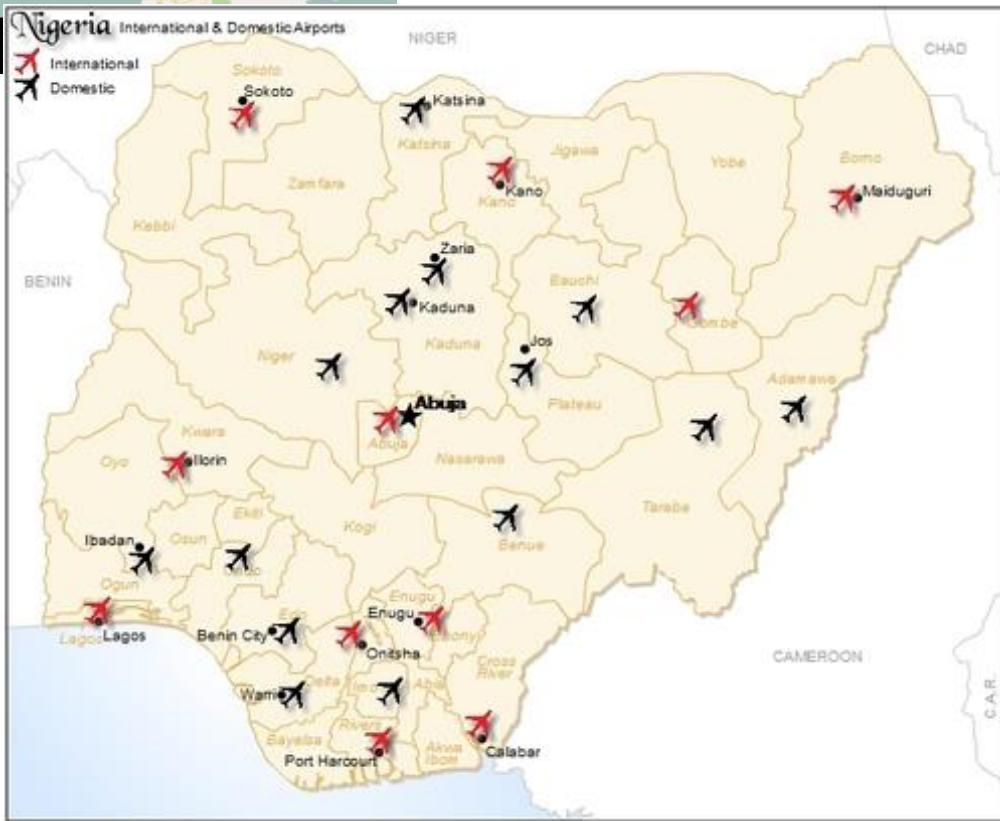 Nigeria International & Domestic Airports
International
Domestic
NIGER
CHAD
Sokoto
Sokoto
Katsina
Katsina
Jigawa
Yobe
Borno
Zamfara
Kano
Kano
Maiduguri
Kebbi
Zaria
BENIN
Bauchi
Kaduna
Gombe
Kaduna
Jos
Niger
Adamawa
Abuja
Plateau
Abuja
Kwara
Oyo
Ilorin
Nasarawa
Taraba
Ekiti
Kogi
Ibadan
Osun
Benue
Ondo
Ogun
Enugu
Edo
Enugu
Lagos
Lagos
Benin City
Ebonyi
Onitsha
CAMEROON
Cross
River
Warri
Delta
Imo
Abia
C.A.R.
Rivers
Bayelsa
Akwa
Ibom
Calabar
Port Harcourt